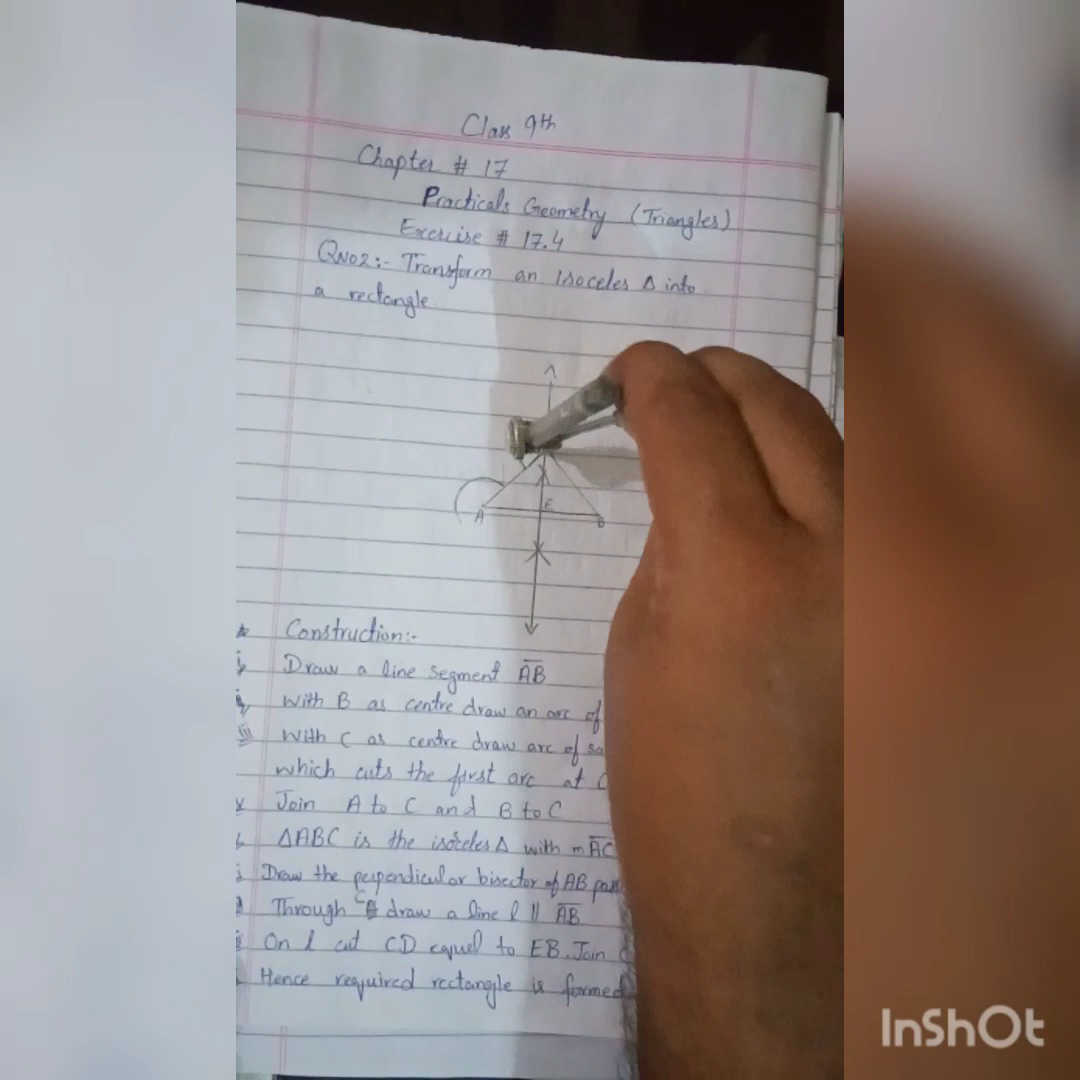 Class 9th
Chapter # 17
Practicals Geometry (Triangles)
Exercise # 17.4
QNo2:- Transform an Isoceles Δ into
a rectangle.
A
E
B
Construction:-
Draw a line segment AB
With B as centre draw an arc of
With C as centre draw arc of
which cuts the first arc at
Join A to C and B to C
ΔABC is the isoceles Δ with mAC
Draw the perpendicular bisector of AB
Through C draw a line l || AB
On l cut CD equal to EB. Join
Hence required rectangle is formed
InShOt